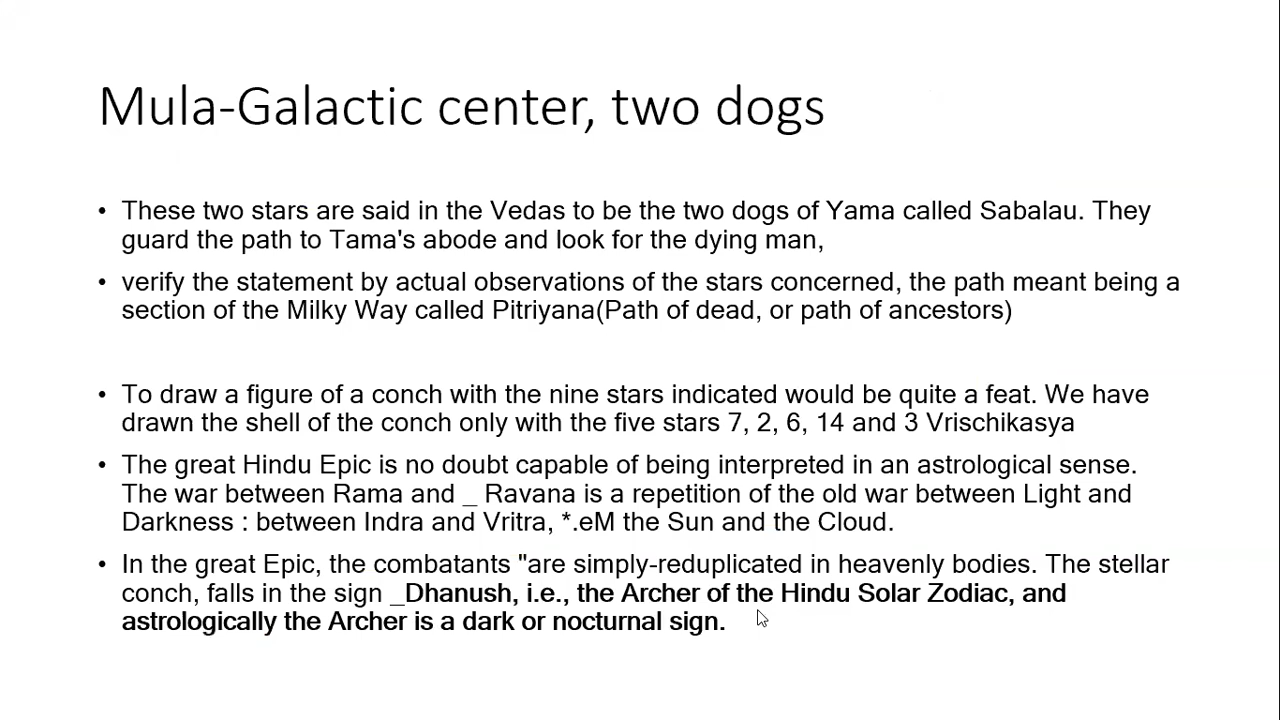 Mula-Galactic center, two dogs
• These two stars are said in the Vedas to be the two dogs of Yama called Sabalau. They
guard the path to Tama's abode and look for the dying man,
• verify the statement by actual observations of the stars concerned, the path meant being a
section of the Milky Way called Pitriyana(Path of dead, or path of ancestors)
• To draw a figure of a conch with the nine stars indicated would be quite a feat. We have
drawn the shell of the conch only with the five stars 7, 2, 6, 14 and 3 Vrischikasya
• The great Hindu Epic is no doubt capable of being interpreted in an astrological sense.
The war between Rama and _ Ravana is a repetition of the old war between Light and
Darkness : between Indra and Vritra, *.eM the Sun and the Cloud.
• In the great Epic, the combatants "are simply-reduplicated in heavenly bodies. The stellar
conch, falls in the sign _Dhanush, i.e., the Archer of the Hindu Solar Zodiac, and
astrologically the Archer is a dark or nocturnal sign.